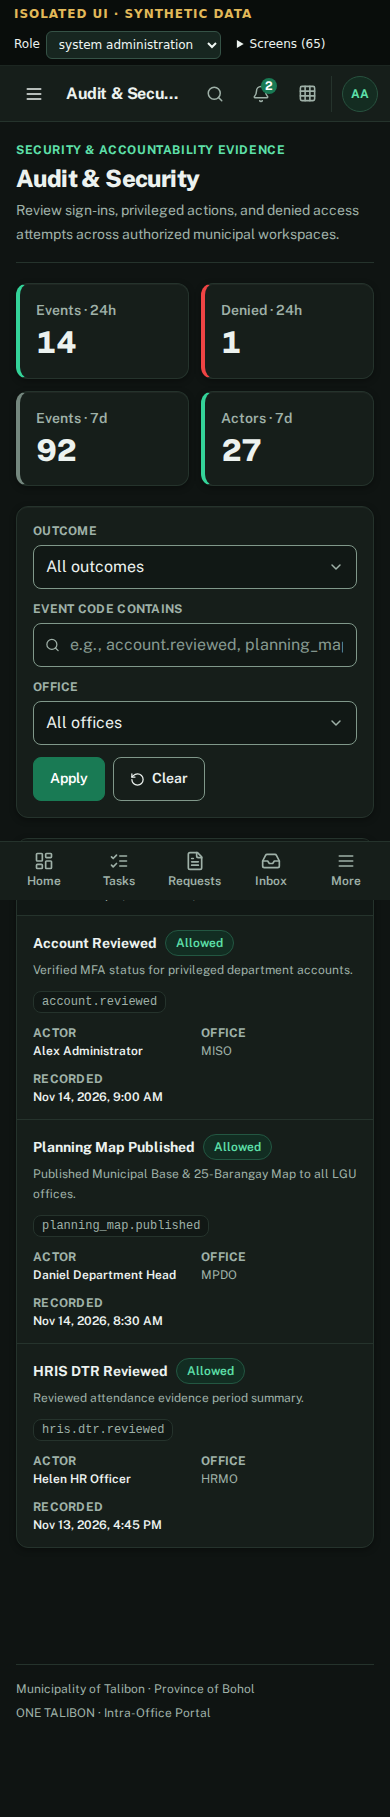 ISOLATED UI · SYNTHETIC DATA
Role system administration ▶ Screens (65)
Audit & Secu... 2 AA
SECURITY & ACCOUNTABILITY EVIDENCE
Audit & Security
Review sign-ins, privileged actions, and denied access
attempts across authorized municipal workspaces.
Events · 24h
14
Denied · 24h
1
Events · 7d
92
Actors · 7d
27
OUTCOME
All outcomes
EVENT CODE CONTAINS
e.g., account.reviewed, planning_map
OFFICE
All offices
Apply Clear
Home Tasks Requests Inbox More
Account Reviewed Allowed
Verified MFA status for privileged department accounts.
account.reviewed
ACTOR OFFICE
Alex Administrator MISO
RECORDED
Nov 14, 2026, 9:00 AM
Planning Map Published Allowed
Published Municipal Base & 25-Barangay Map to all LGU
offices.
planning_map.published
ACTOR OFFICE
Daniel Department Head MPDO
RECORDED
Nov 14, 2026, 8:30 AM
HRIS DTR Reviewed Allowed
Reviewed attendance evidence period summary.
hris.dtr.reviewed
ACTOR OFFICE
Helen HR Officer HRMO
RECORDED
Nov 13, 2026, 4:45 PM
Municipality of Talibon · Province of Bohol
ONE TALIBON · Intra-Office Portal